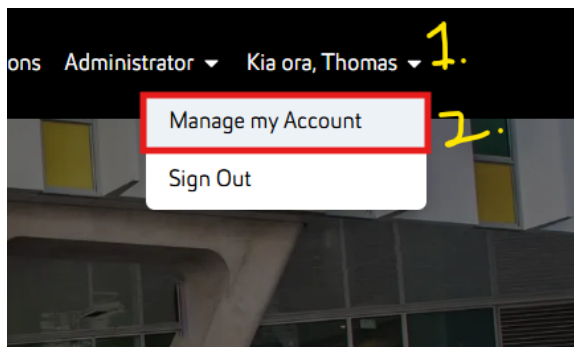 ons Administrator Kia ora, Thomas 1.
Manage my Account 2.
Sign Out